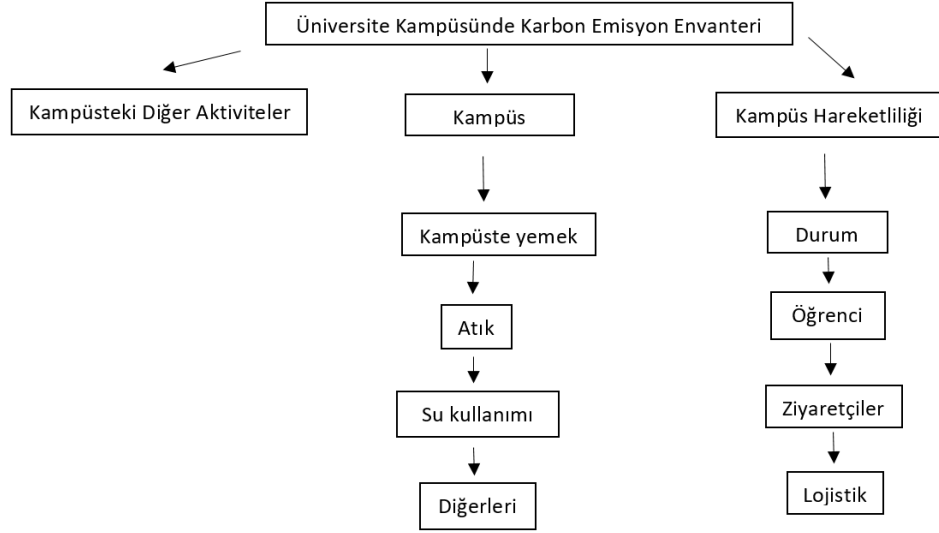 Üniversite Kampüsünde Karbon Emisyon Envanteri
Kampüsteki Diğer Aktiviteler
Kampüs
Kampüs Hareketliliği
Kampüste yemek
Durum
Atık
Öğrenci
Su kullanımı
Ziyaretçiler
Diğerleri
Lojistik